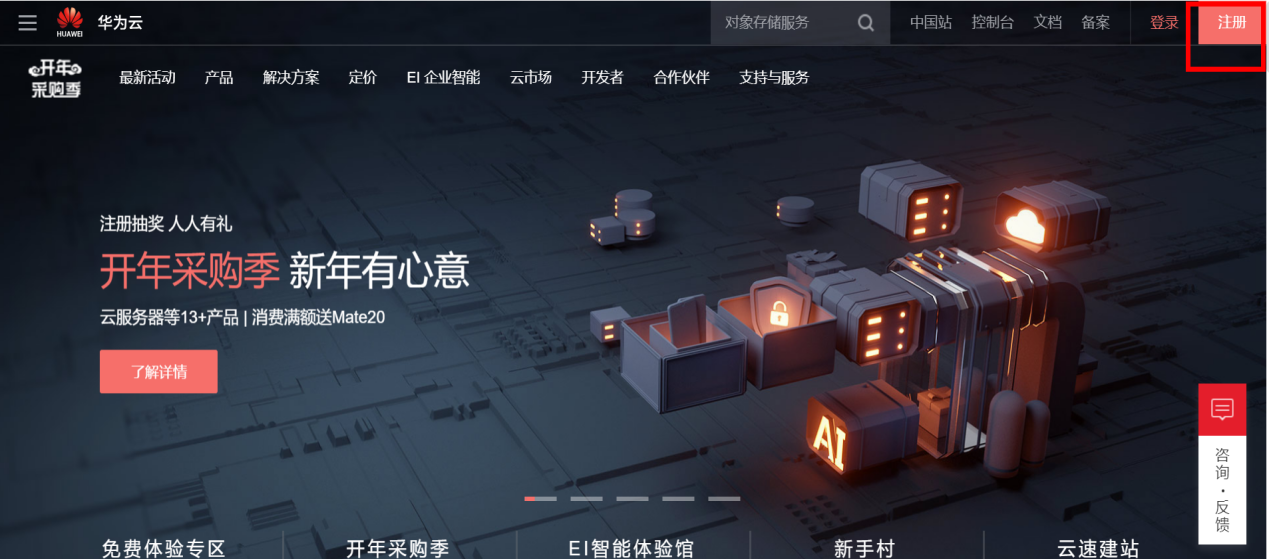 HUAWEI
华为云
对象存储服务
中国站 控制台 文档 备案 登录 注册
开年
采购季
最新活动 产品 解决方案 定价 EI 企业智能 云市场 开发者 合作伙伴 支持与服务
注册抽奖 人人有礼
开年采购季 新年有心意
云服务器等13+产品 | 消费满额送Mate20
了解详情
AI
咨询·反馈
免费体验专区 开年采购季 EI智能体验馆 新手村 云速建站